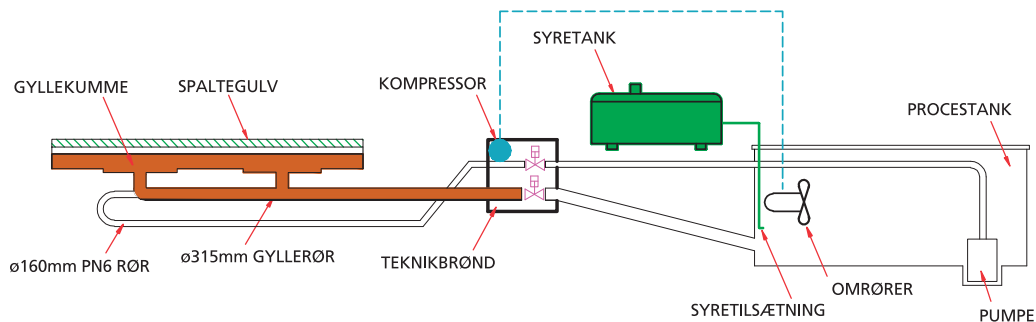 SYRETANK
GYLLEKUMME
SPALTEGULV
KOMPRESSOR
PROCESTANK
ø160mm PN6 RØR
ø315mm GYLLERØR
TEKNIKBRØND
SYRETILSÆTNING
OMRØRER
PUMPE